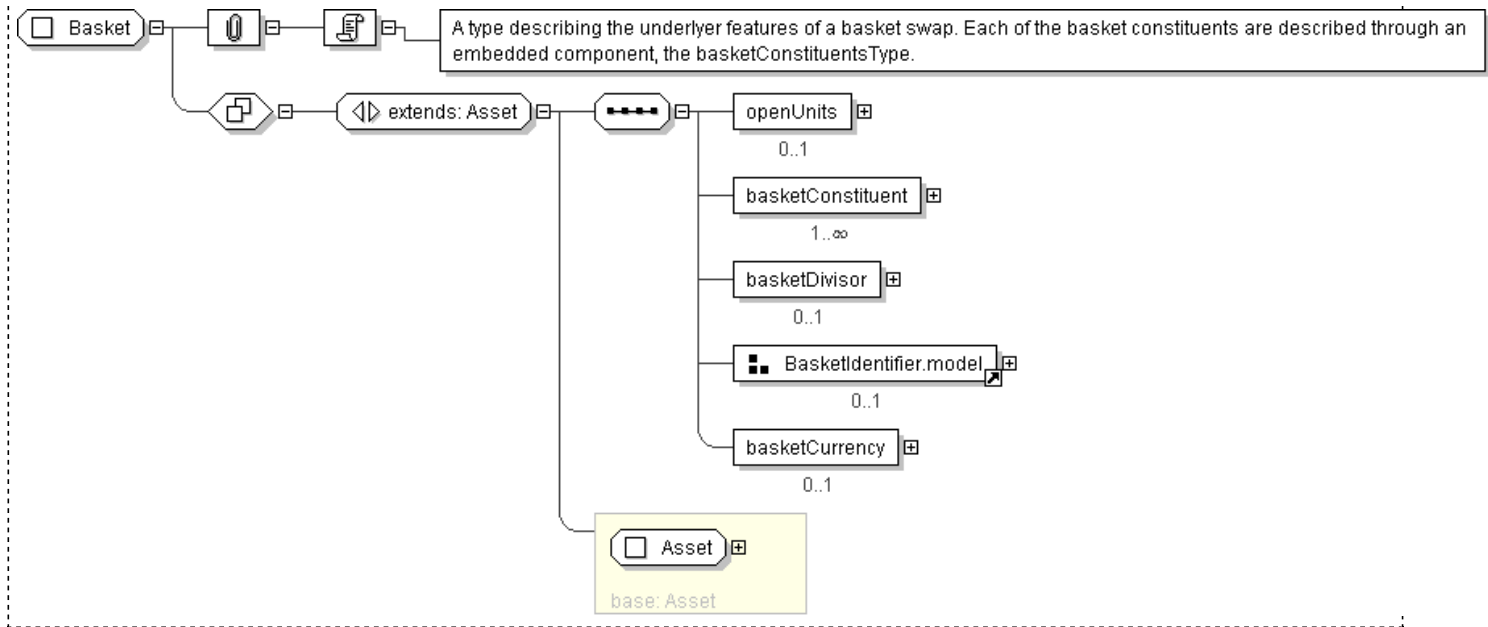 Basket
A type describing the underlyer features of a basket swap. Each of the basket constituents are described through an
embedded component, the basketConstituentsType.
extends: Asset
openUnits
0..1
basketConstituent
1..∞
basketDivisor
0..1
BasketIdentifier.model
0..1
basketCurrency
0..1
Asset
base: Asset